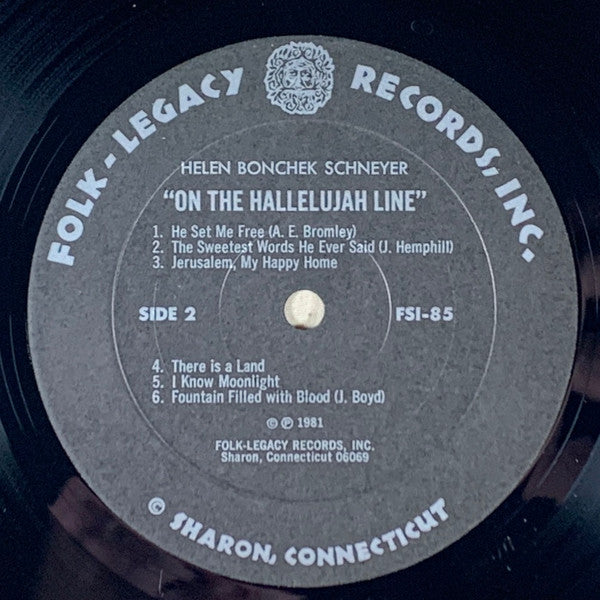 FOLK-LEGACY RECORDS, INC.
HELEN BONCHEK SCHNEYER
"ON THE HALLELUJAH LINE"
1. He Set Me Free (A. E. Bromley)
2. The Sweetest Words He Ever Said (J. Hemphill)
3. Jerusalem, My Happy Home
SIDE 2 FSI-85
4. There is a Land
5. I Know Moonlight
6. Fountain Filled with Blood (J. Boyd)
© ℗ 1981
FOLK-LEGACY RECORDS, INC.
Sharon, Connecticut 06069
© SHARON, CONNECTICUT